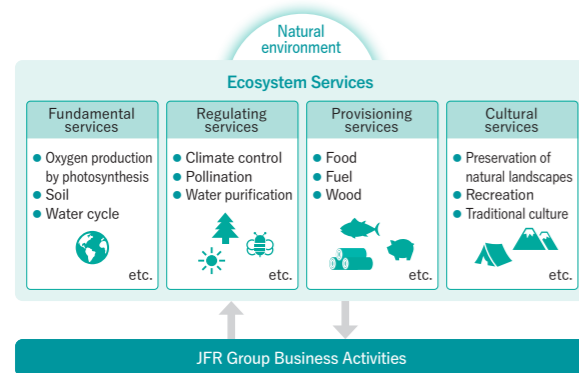 Natural
environment
Ecosystem Services
Fundamental
services
● Oxygen production
by photosynthesis
● Soil
● Water cycle
etc.
Regulating
services
● Climate control
● Pollination
● Water purification
etc.
Provisioning
services
● Food
● Fuel
● Wood
etc.
Cultural
services
● Preservation of
natural landscapes
● Recreation
● Traditional culture
etc.
JFR Group Business Activities